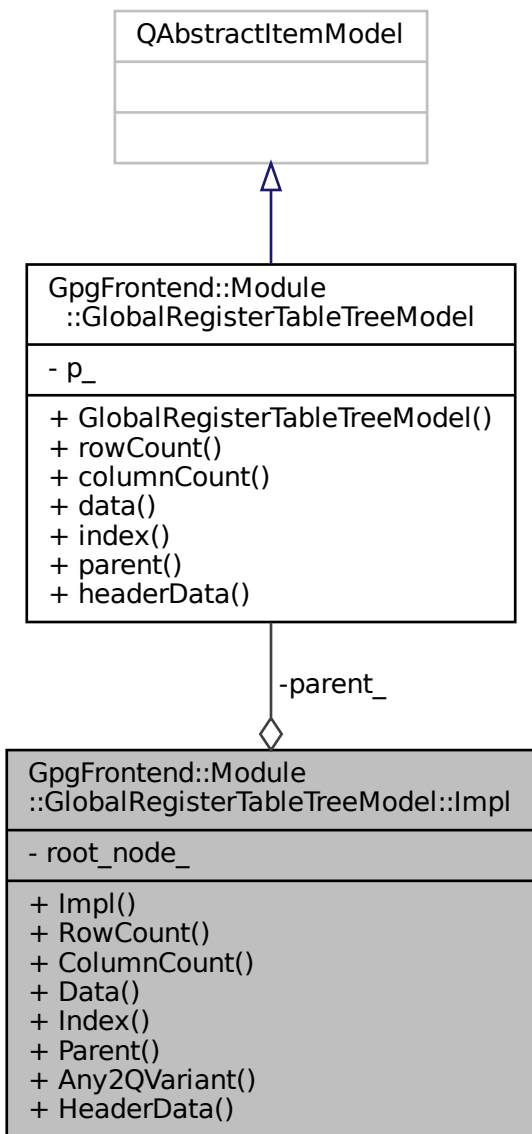 QAbstractItemModel
GpgFrontend::Module
::GlobalRegisterTableTreeModel
- p_
+ GlobalRegisterTableTreeModel()
+ rowCount()
+ columnCount()
+ data()
+ index()
+ parent()
+ headerData()
-parent_
GpgFrontend::Module
::GlobalRegisterTableTreeModel::Impl
- root_node_
+ Impl()
+ RowCount()
+ ColumnCount()
+ Data()
+ Index()
+ Parent()
+ Any2QVariant()
+ HeaderData()